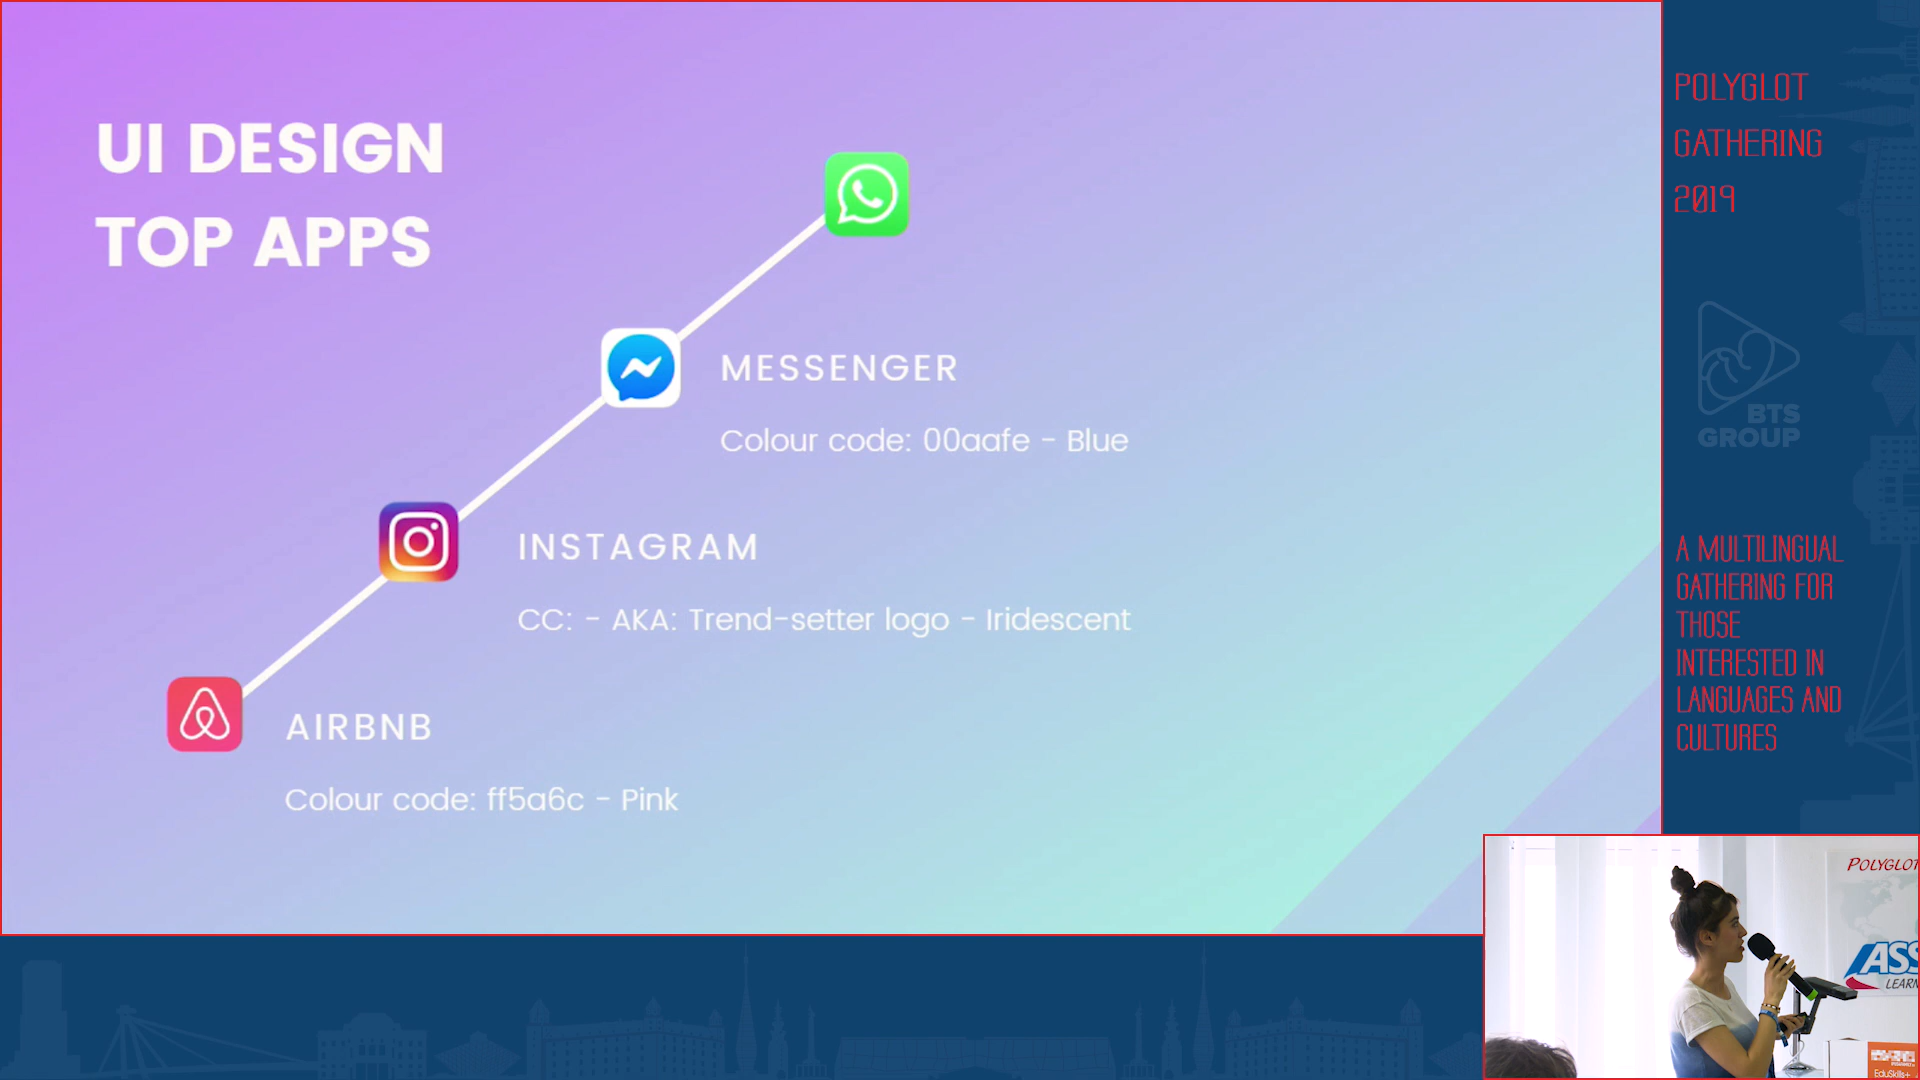 UI DESIGN
TOP APPS
MESSENGER
Colour code: 00aafe - Blue
INSTAGRAM
CC: - AKA: Trend-setter logo - Iridescent
AIRBNB
Colour code: ff5a6c - Pink
POLYGLOT
GATHERING
2019
BTS
GROUP
A MULTILINGUAL
GATHERING FOR
THOSE
INTERESTED IN
LANGUAGES AND
CULTURES
POLYGLOT
ASS
LEARN
EduSkills+